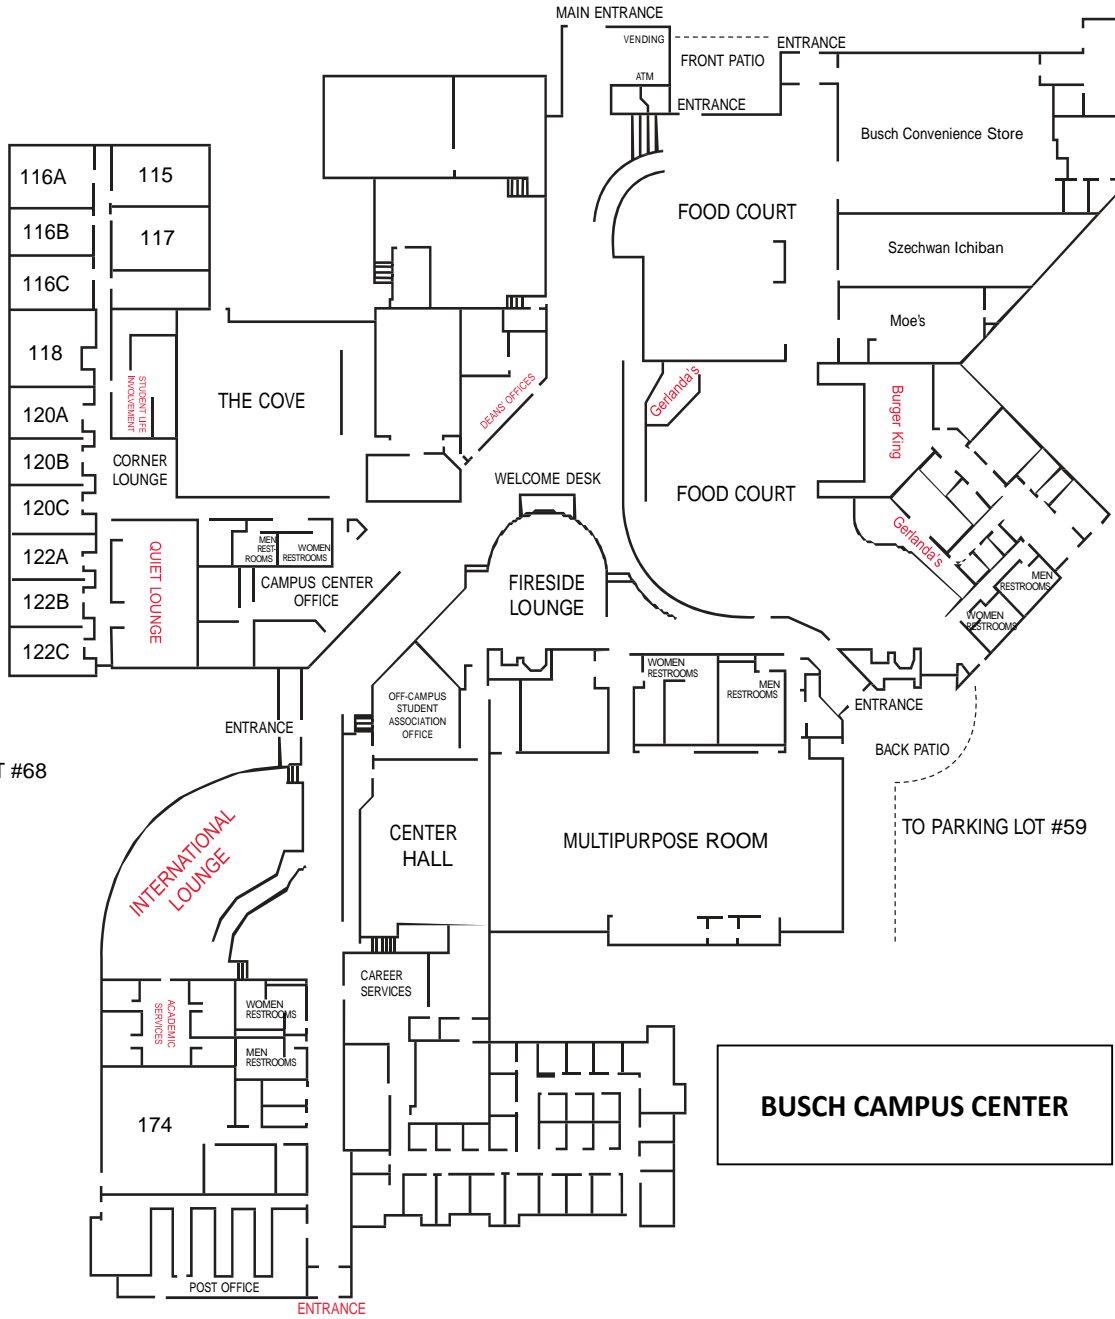 MAIN ENTRANCE
VENDING
ATM
FRONT PATIO
ENTRANCE
ENTRANCE
Busch Convenience Store
FOOD COURT
Szechwan Ichiban
Moe's
116A
115
116B
117
116C
118
STUDENT LIFE
INVOLVEMENT
THE COVE
DEANS' OFFICES
Gerlanda's
Burger King
120A
120B
CORNER
LOUNGE
120C
WELCOME DESK
FOOD COURT
Gerlanda's
122A
QUIET LOUNGE
MEN
REST-
ROOMS
WOMEN
RESTROOMS
CAMPUS CENTER
OFFICE
122B
122C
FIRESIDE
LOUNGE
MEN
RESTROOMS
WOMEN
RESTROOMS
OFF-CAMPUS
STUDENT
ASSOCIATION
OFFICE
WOMEN
RESTROOMS
MEN
RESTROOMS
ENTRANCE
ENTRANCE
BACK PATIO
T #68
INTERNATIONAL
LOUNGE
CENTER
HALL
MULTIPURPOSE ROOM
TO PARKING LOT #59
CAREER
SERVICES
ACADEMIC
SERVICES
WOMEN
RESTROOMS
MEN
RESTROOMS
174
BUSCH CAMPUS CENTER
POST OFFICE
ENTRANCE